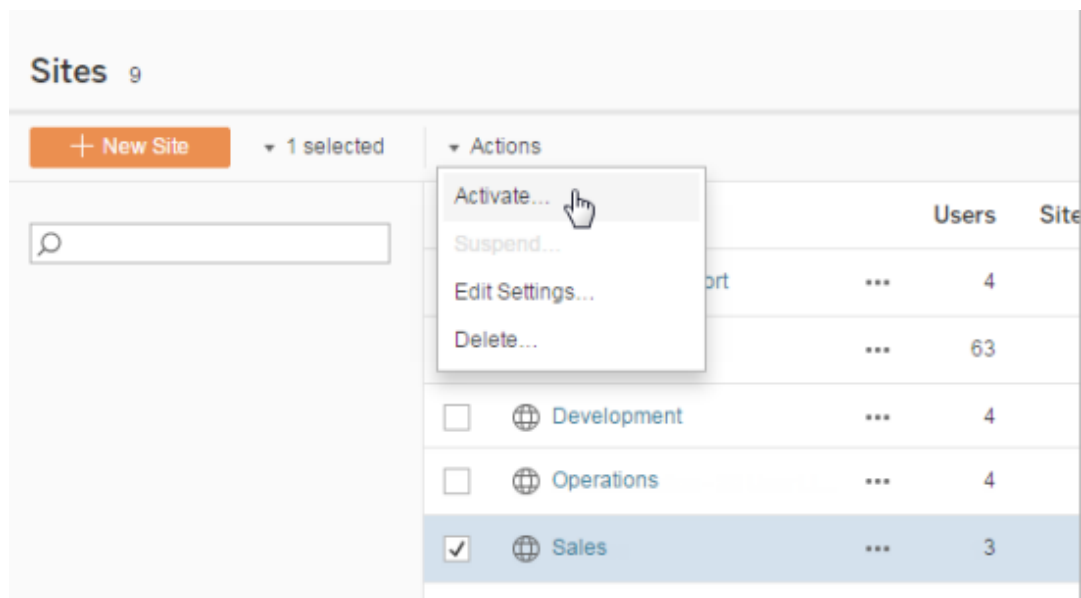 Sites 9
+ New Site 1 selected Actions
Activate...
Users Site
Suspend...
ort ... 4
Edit Settings...
Delete...
... 63
Development ... 4
Operations ... 4
Sales ... 3